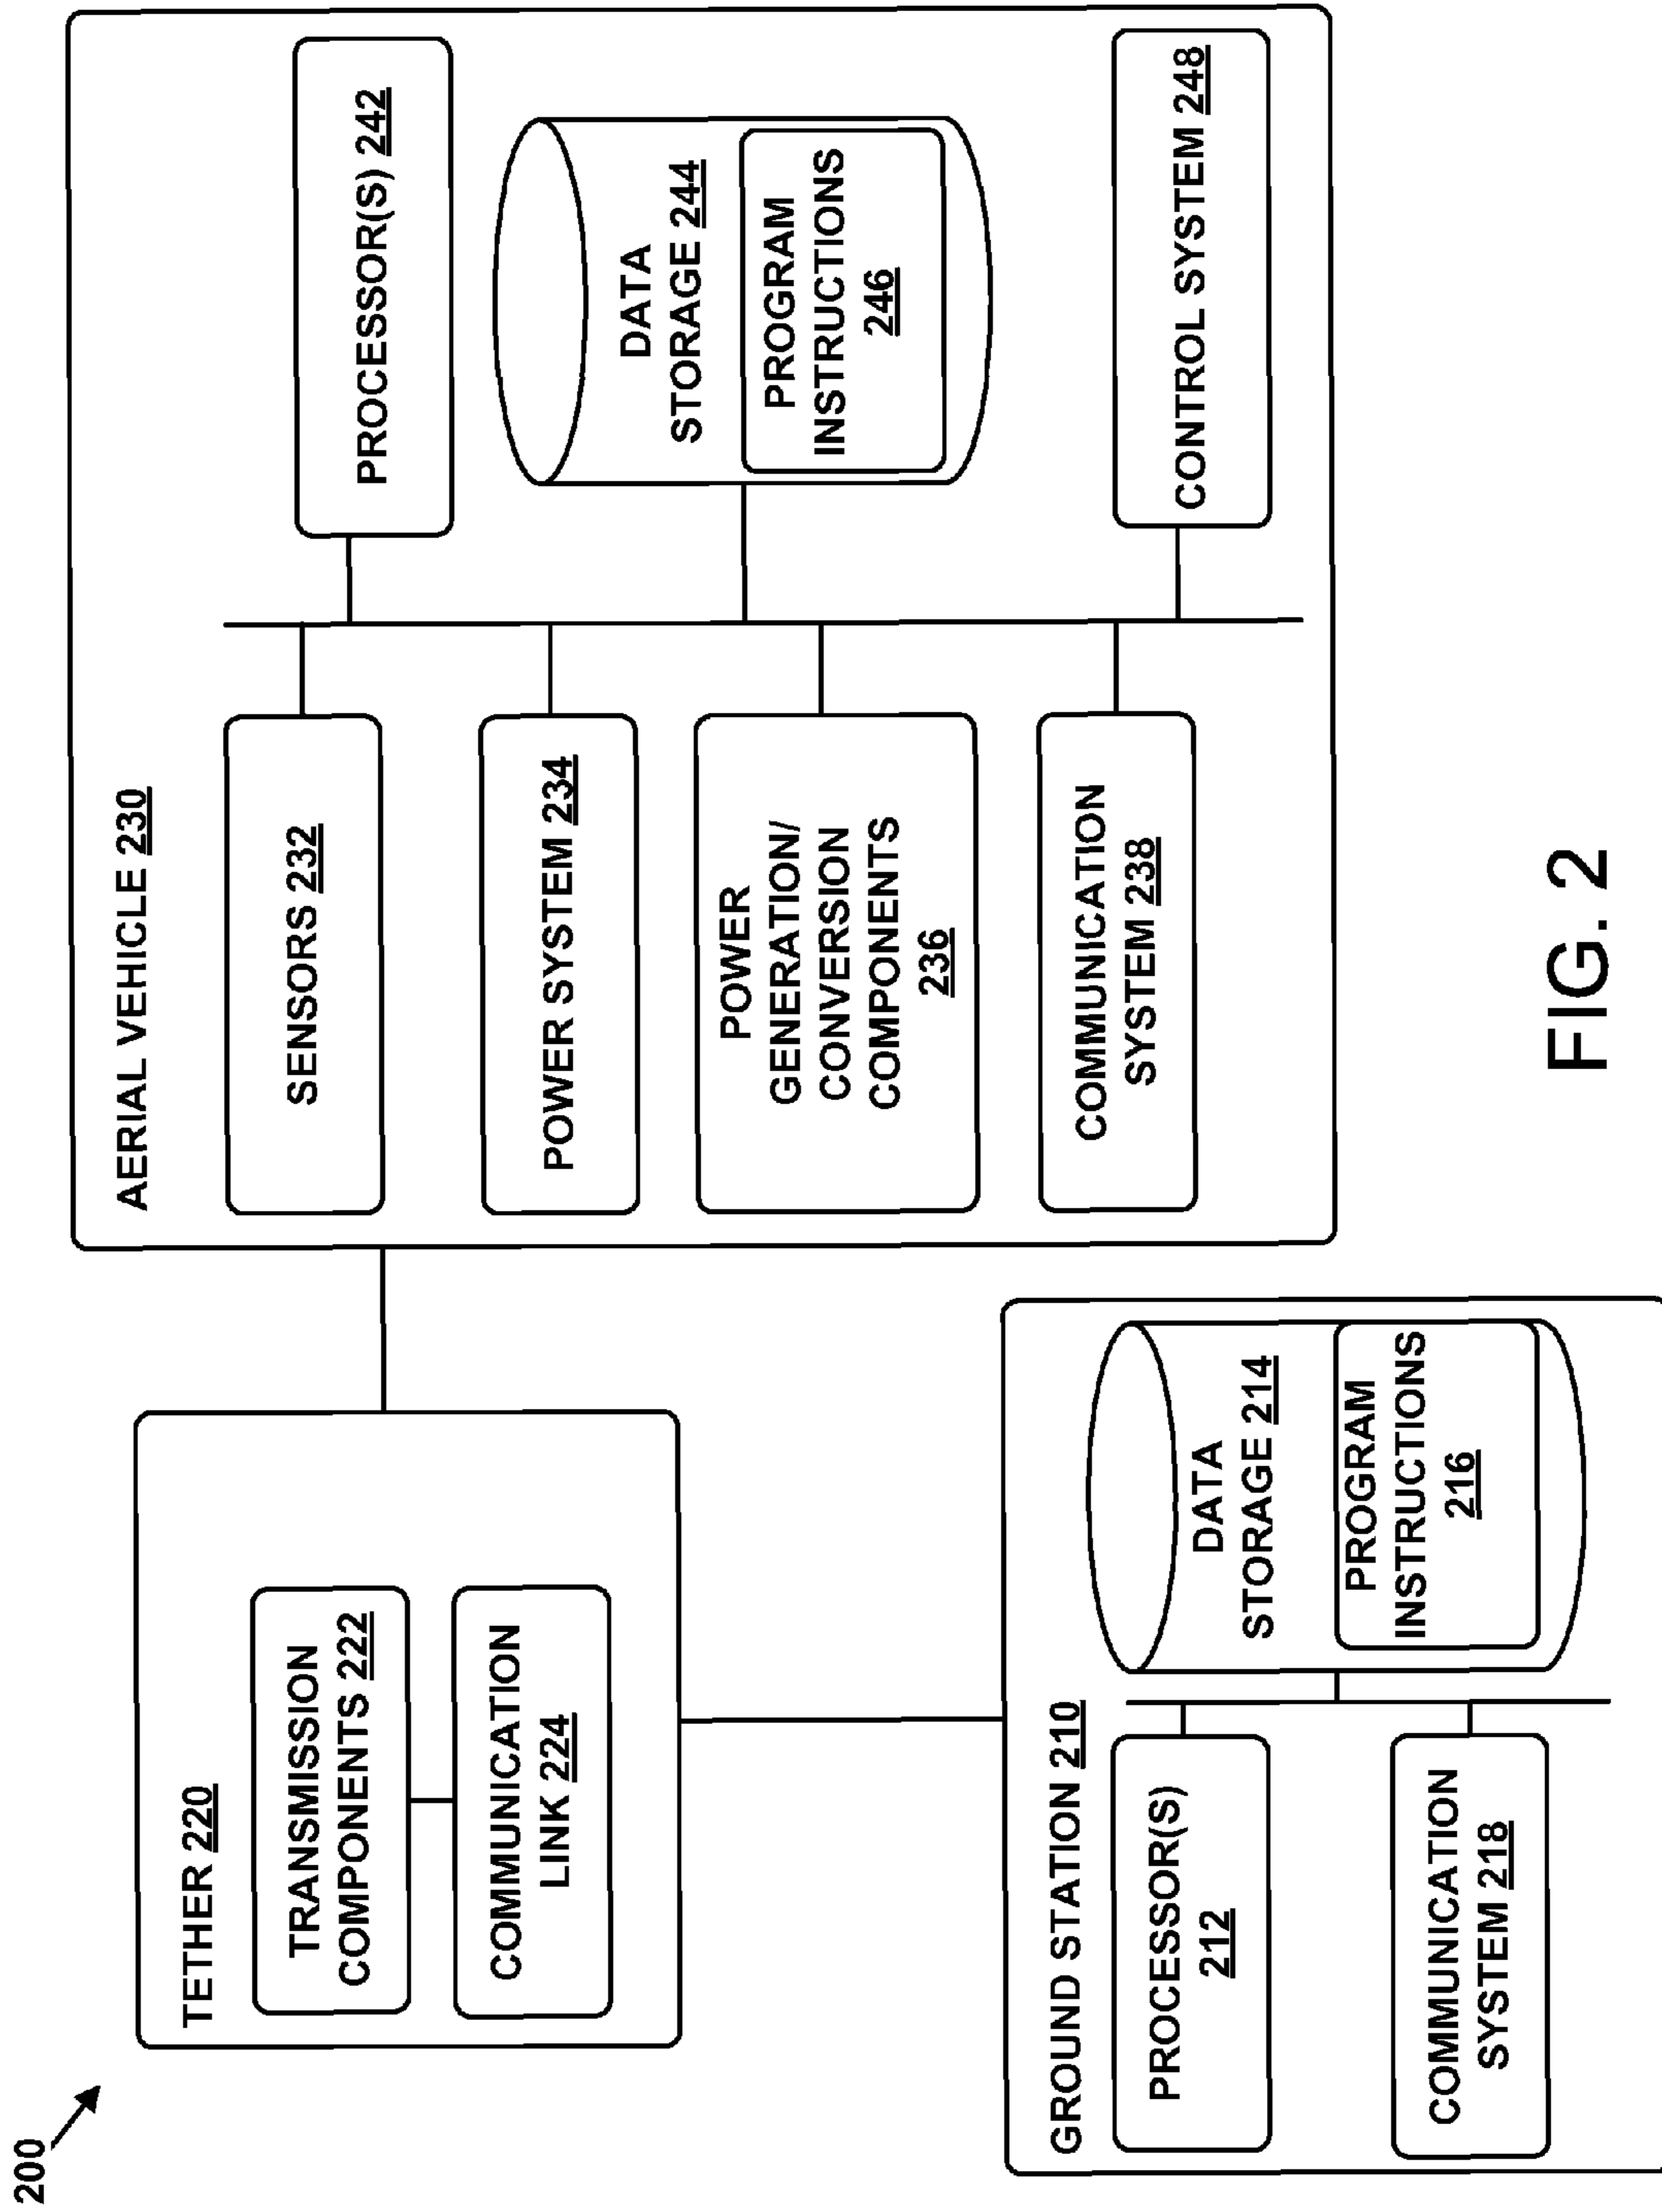 200
TETHER 220
TRANSMISSION
COMPONENTS 222
COMMUNICATION
LINK 224
AERIAL VEHICLE 230
SENSORS 232
POWER SYSTEM 234
POWER
GENERATION/
CONVERSION
COMPONENTS
236
COMMUNICATION
SYSTEM 238
PROCESSOR(S) 242
DATA
STORAGE 244
PROGRAM
INSTRUCTIONS
246
CONTROL SYSTEM 248
GROUND STATION 210
PROCESSOR(S)
212
COMMUNICATION
SYSTEM 218
DATA
STORAGE 214
PROGRAM
INSTRUCTIONS
216
FIG. 2